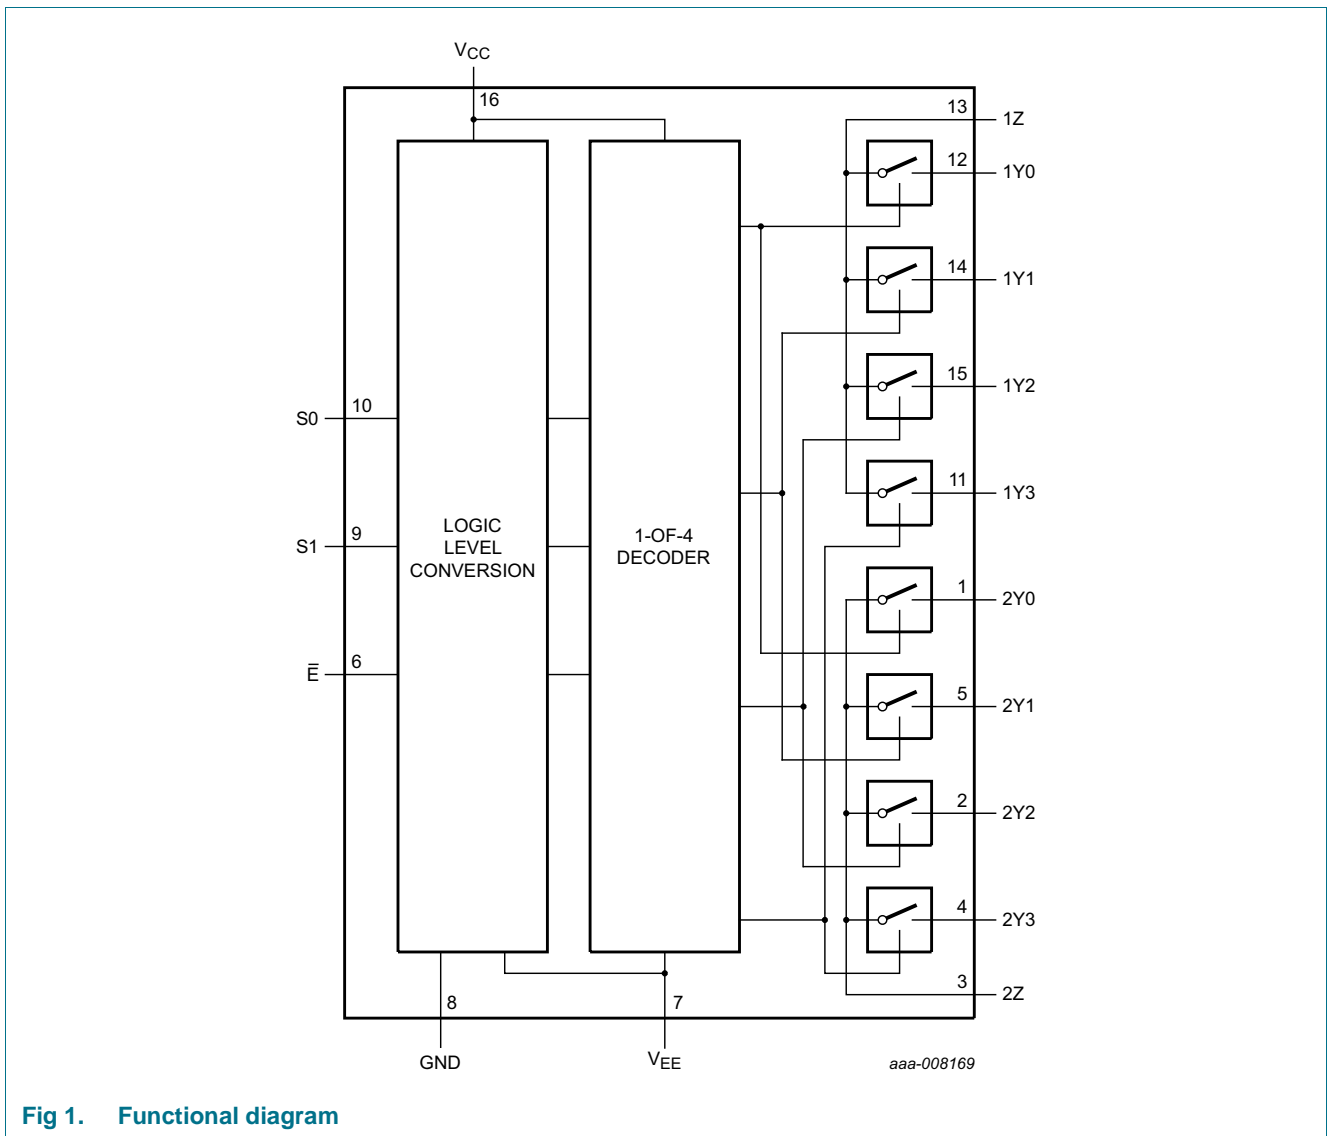 VCC
16
13
1Z
12
1Y0
14
1Y1
15
1Y2
S0
10
11
1Y3
LOGIC
LEVEL
CONVERSION
1-OF-4
DECODER
S1
9
1
2Y0
E̅
6
5
2Y1
2
2Y2
4
2Y3
3
2Z
8
7
GND
VEE
aaa-008169
Fig 1. Functional diagram